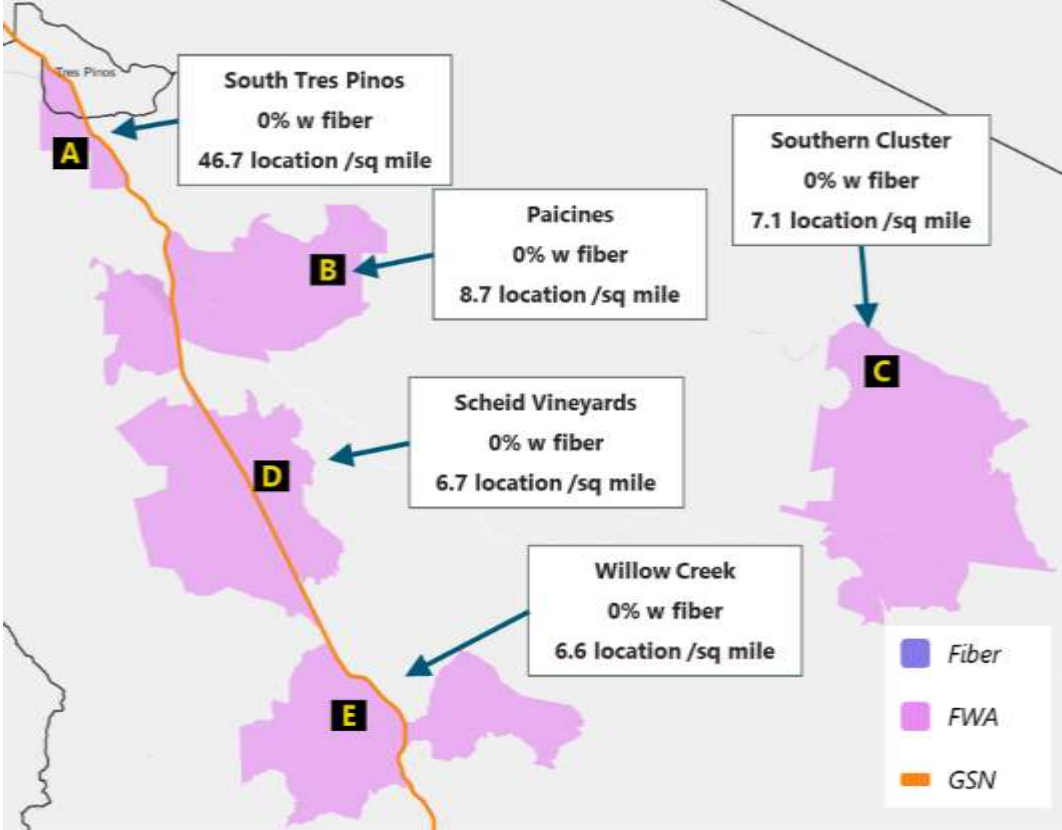 Tres Pinos
South Tres Pinos
0% w fiber
46.7 location /sq mile
A
Southern Cluster
0% w fiber
7.1 location /sq mile
Paicines
0% w fiber
8.7 location /sq mile
B
C
Scheid Vineyards
0% w fiber
6.7 location /sq mile
D
Willow Creek
0% w fiber
6.6 location /sq mile
E
Fiber
FWA
GSN